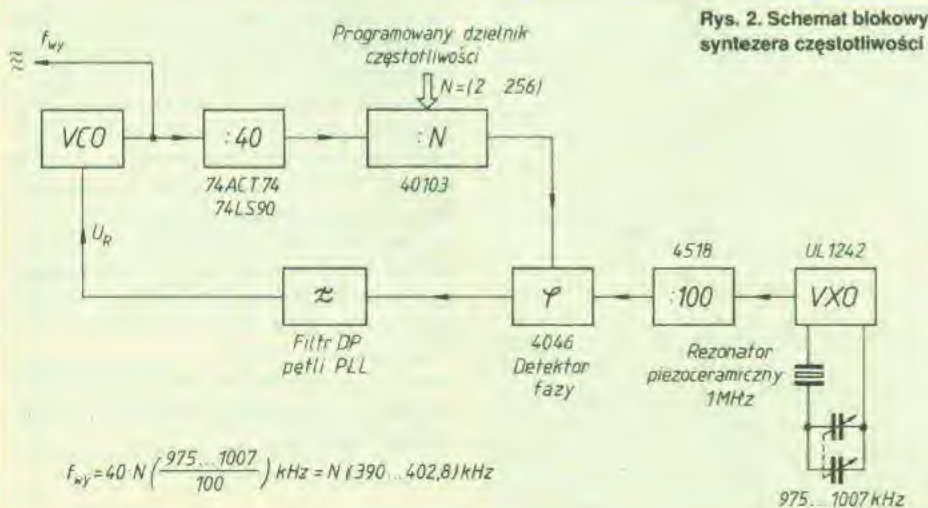 Rys. 2. Schemat blokowy
syntezera częstotliwości
f_wy
Programowany dzielnik
częstotliwości
N=(2 256)
VCO
:40
:N
74ACT74
74LS90
40103
U_R
4518
UL1242
φ
:100
VXO
Filtr DP
pętli PLL
4046
Detektor
fazy
Rezonator
piezoceramiczny
1MHz
f_wy=40·N(975...1007/100) kHz = N(390...402,8)kHz
975...1007kHz